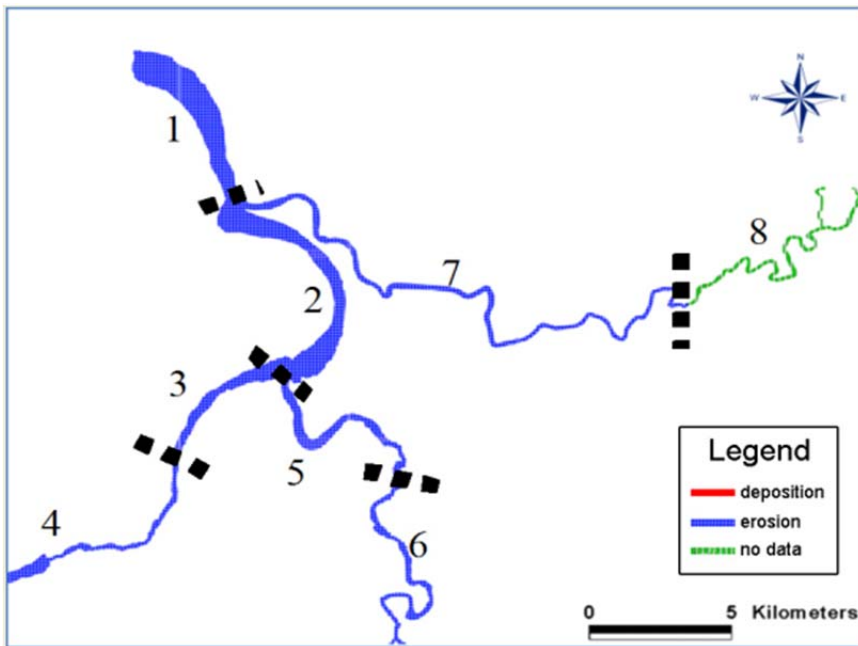 N
W E
S
1
8
7
2
3
5
4
6
Legend
deposition
erosion
no data
0 5 Kilometers